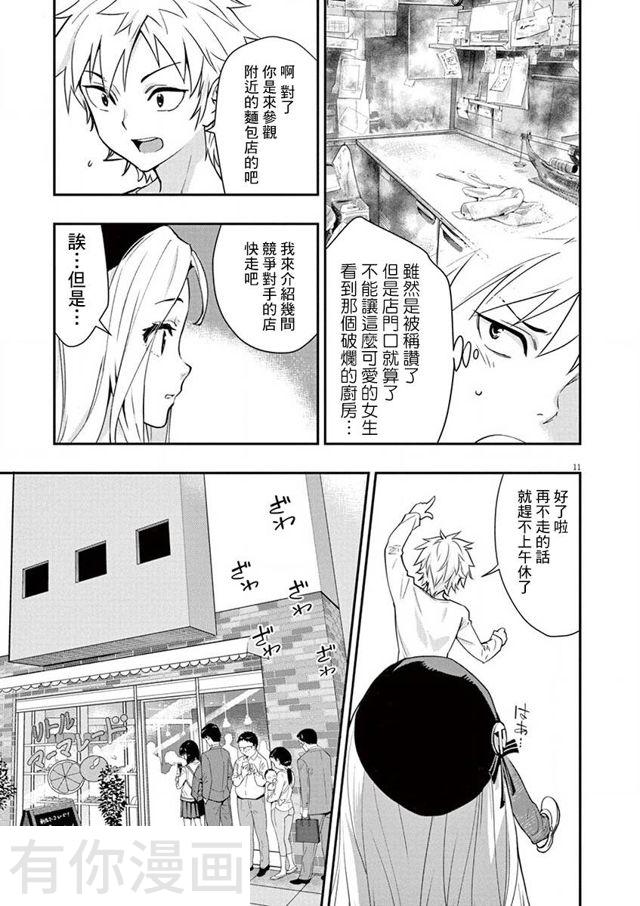 雖然是被稱讚了
但是店門口就算了
不能讓這麼可愛的女生
看到那個破爛的廚房…
啊 對了
你是來參觀
附近的麵包店的吧
我來介紹幾間
競爭對手的店
快走吧
誒…但是…
11
好了啦
再不走的話
就趕不上午休了
はぁ。
ざわ
ざわ
ざわ
ざわ
リトル
マーマレード
有你漫画